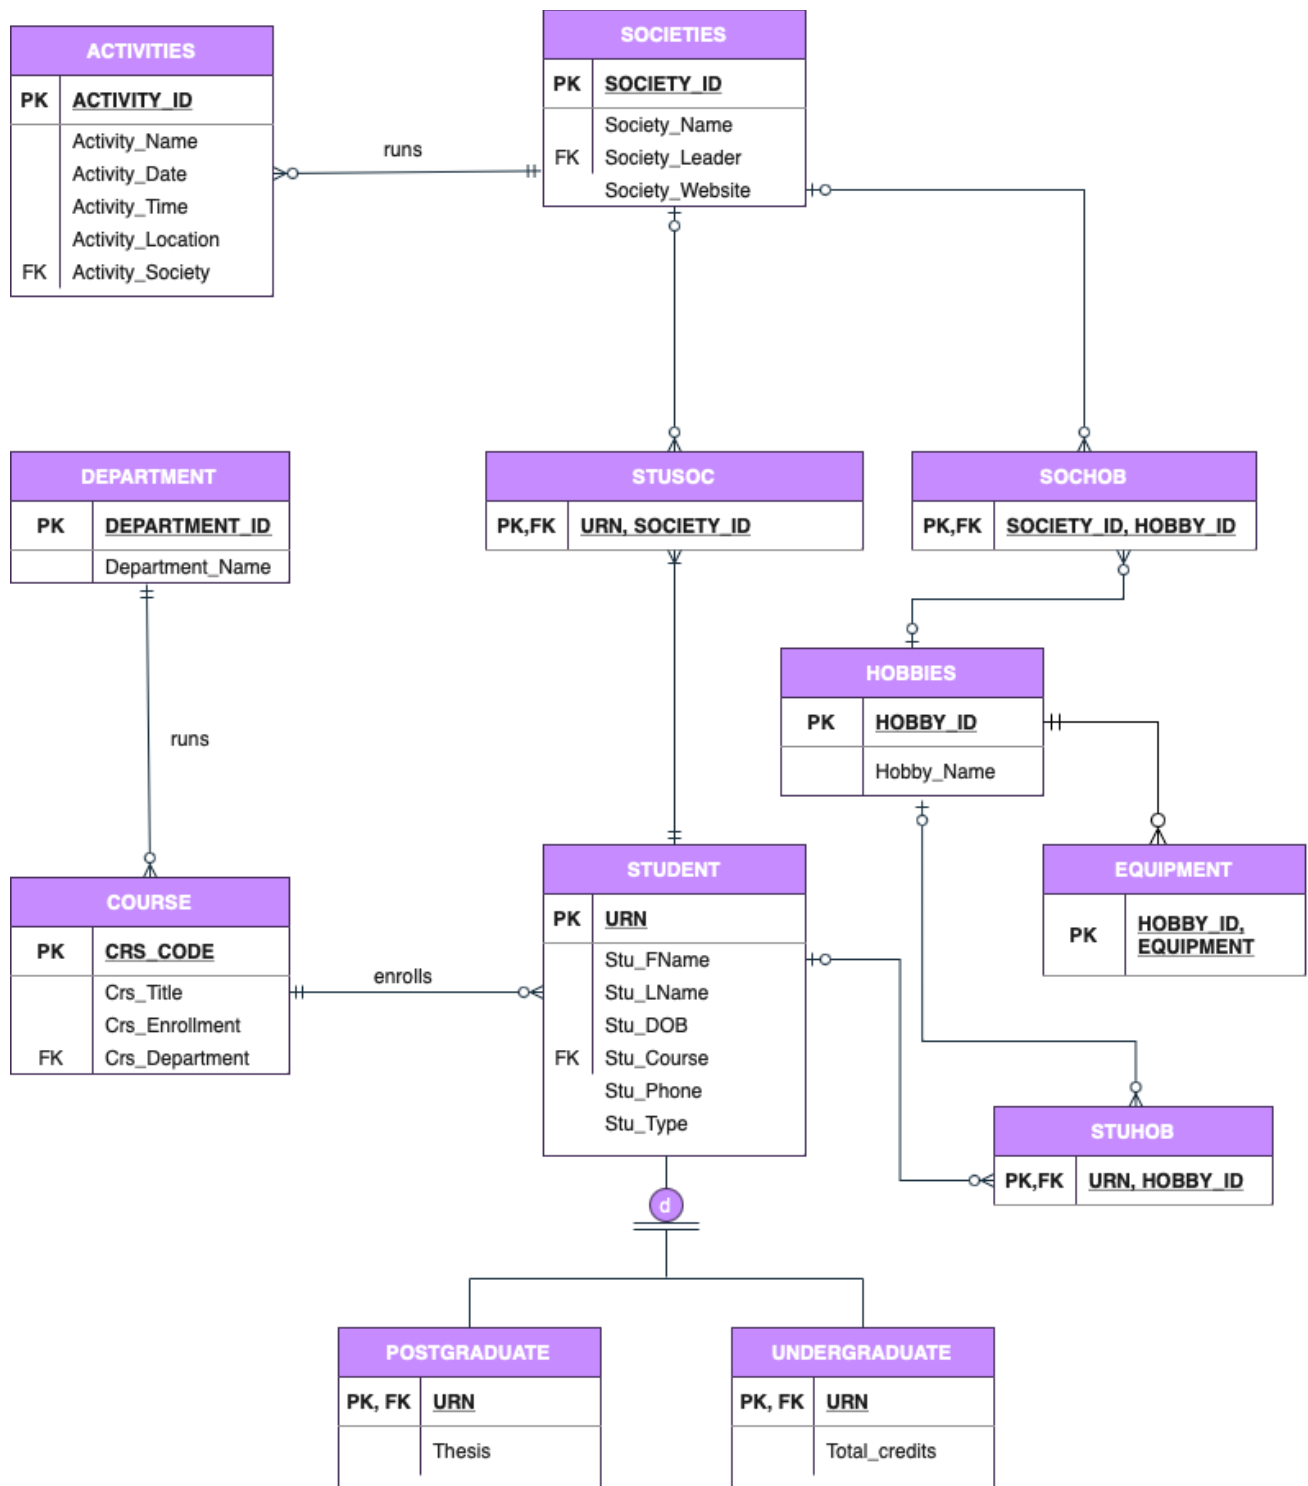 ACTIVITIES
PK ACTIVITY_ID
Activity_Name
Activity_Date
Activity_Time
Activity_Location
FK Activity_Society
runs
SOCIETIES
PK SOCIETY_ID
Society_Name
FK Society_Leader
Society_Website
DEPARTMENT
PK DEPARTMENT_ID
Department_Name
STUSOC
PK,FK URN, SOCIETY_ID
SOCHOB
PK,FK SOCIETY_ID, HOBBY_ID
runs
HOBBIES
PK HOBBY_ID
Hobby_Name
COURSE
PK CRS_CODE
Crs_Title
Crs_Enrollment
FK Crs_Department
enrolls
STUDENT
PK URN
Stu_FName
Stu_LName
Stu_DOB
FK Stu_Course
Stu_Phone
Stu_Type
EQUIPMENT
PK HOBBY_ID,
EQUIPMENT
STUHOB
PK,FK URN, HOBBY_ID
d
POSTGRADUATE
PK, FK URN
Thesis
UNDERGRADUATE
PK, FK URN
Total_credits